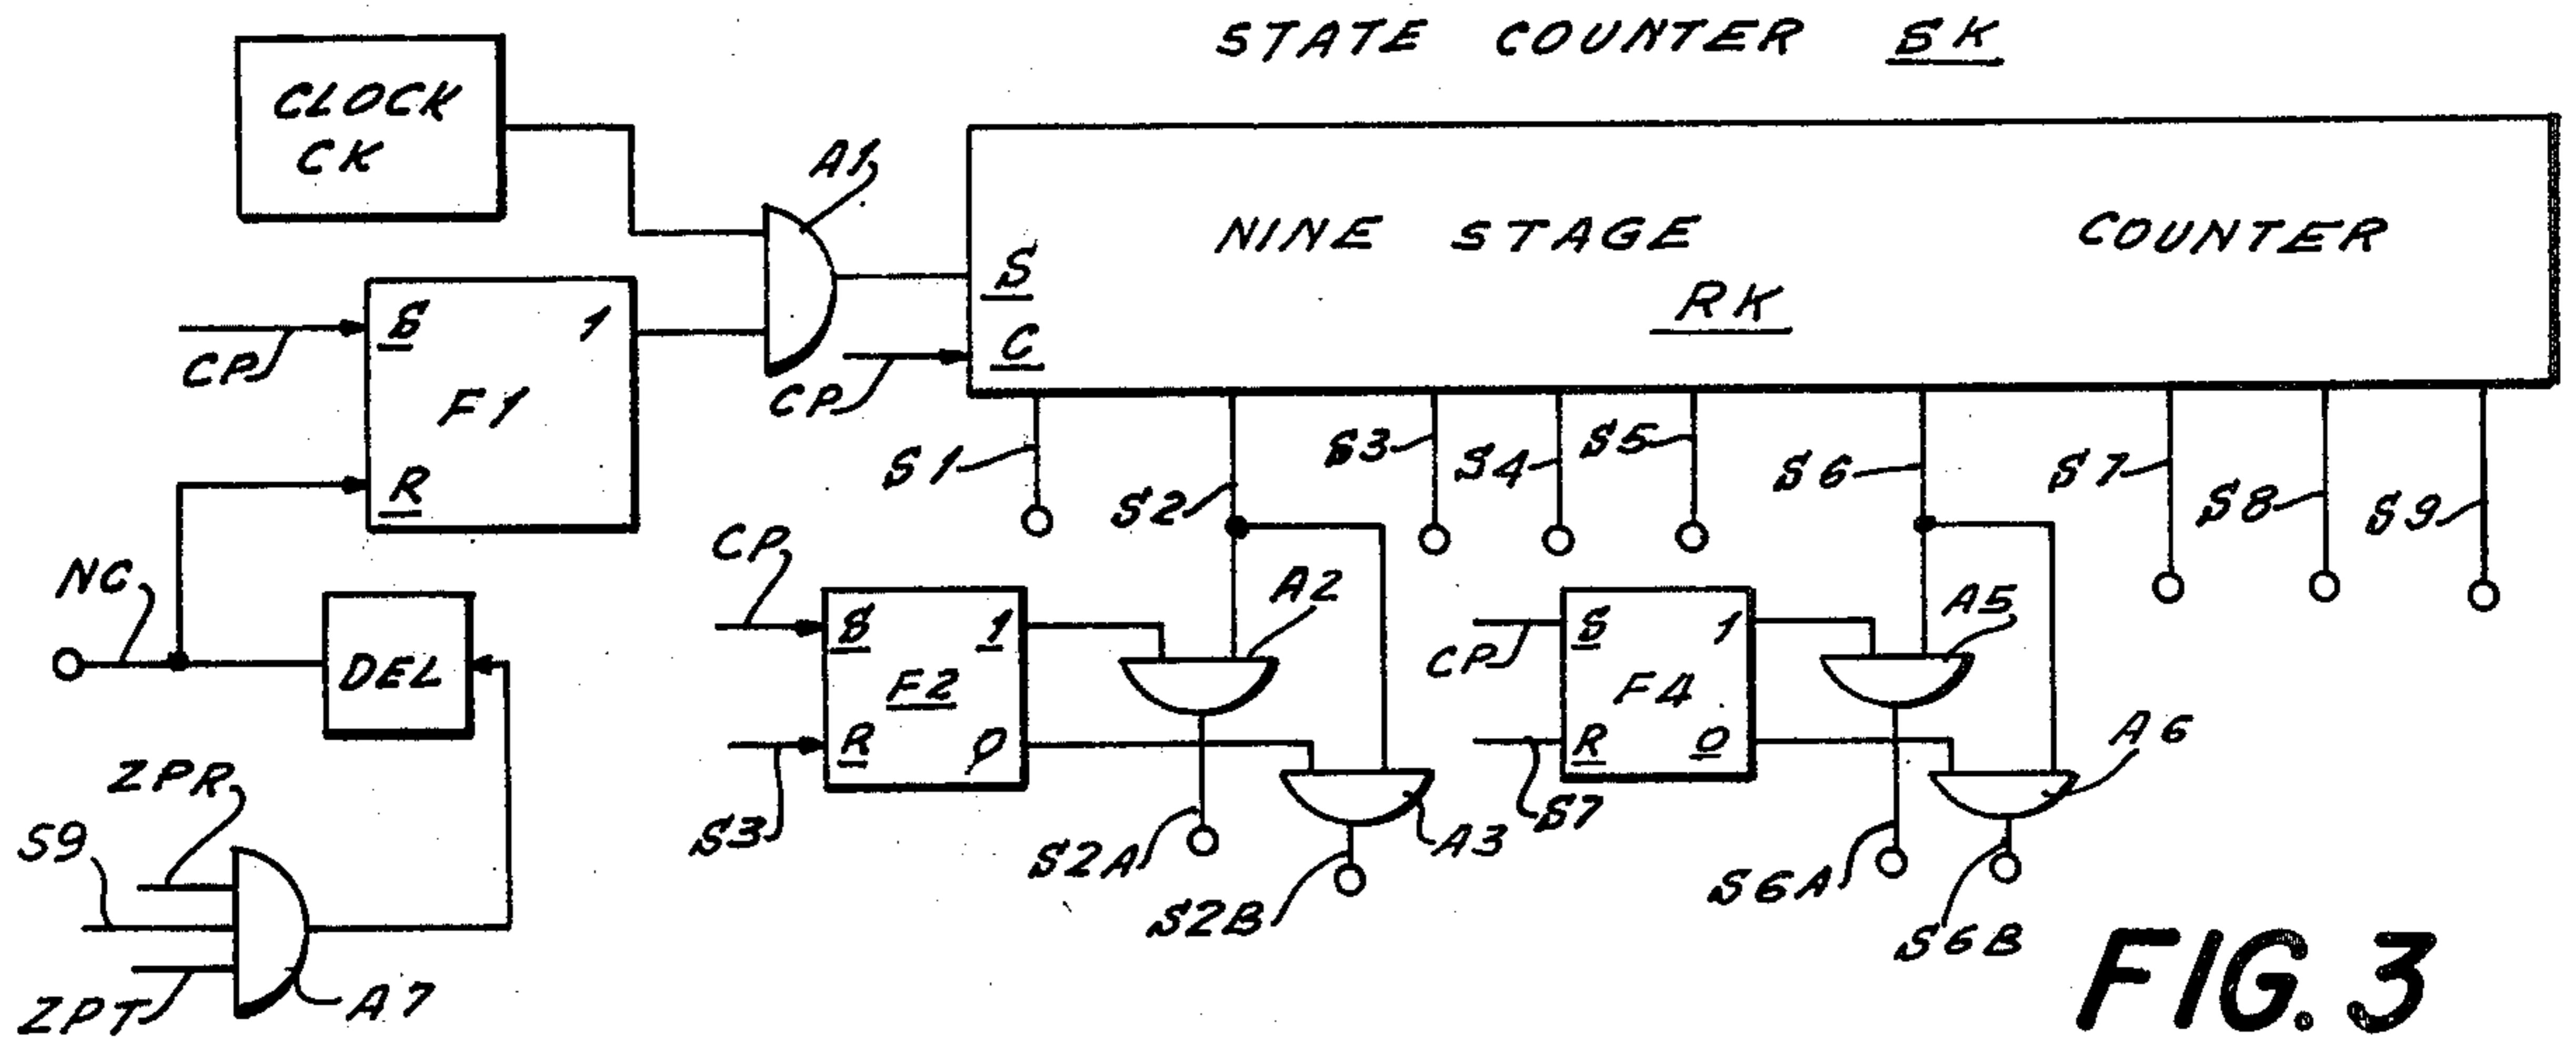 STATE COUNTER SK
CLOCK
CK
A1
NINE STAGE COUNTER
RK
S
C
CP
CP
S 1
F1
R
S1
S2
S3
S4
S5
S6
S7
S8
S9
NC
DEL
CP
S 1
F2
R 0
S3
A2
A3
S2A
S2B
CP
S 1
F4
R 0
S7
A5
A6
S6A
S6B
ZPR
S9
ZPT
A7
FIG. 3